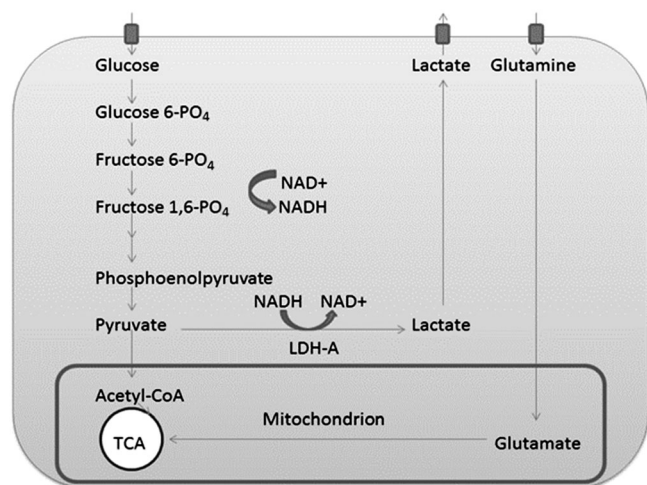 Glucose
Lactate
Glutamine
Glucose 6-PO₄
Fructose 6-PO₄
NAD+
Fructose 1,6-PO₄
NADH
Phosphoenolpyruvate
NADH NAD+
Pyruvate
Lactate
LDH-A
Acetyl-CoA
Mitochondrion
TCA
Glutamate